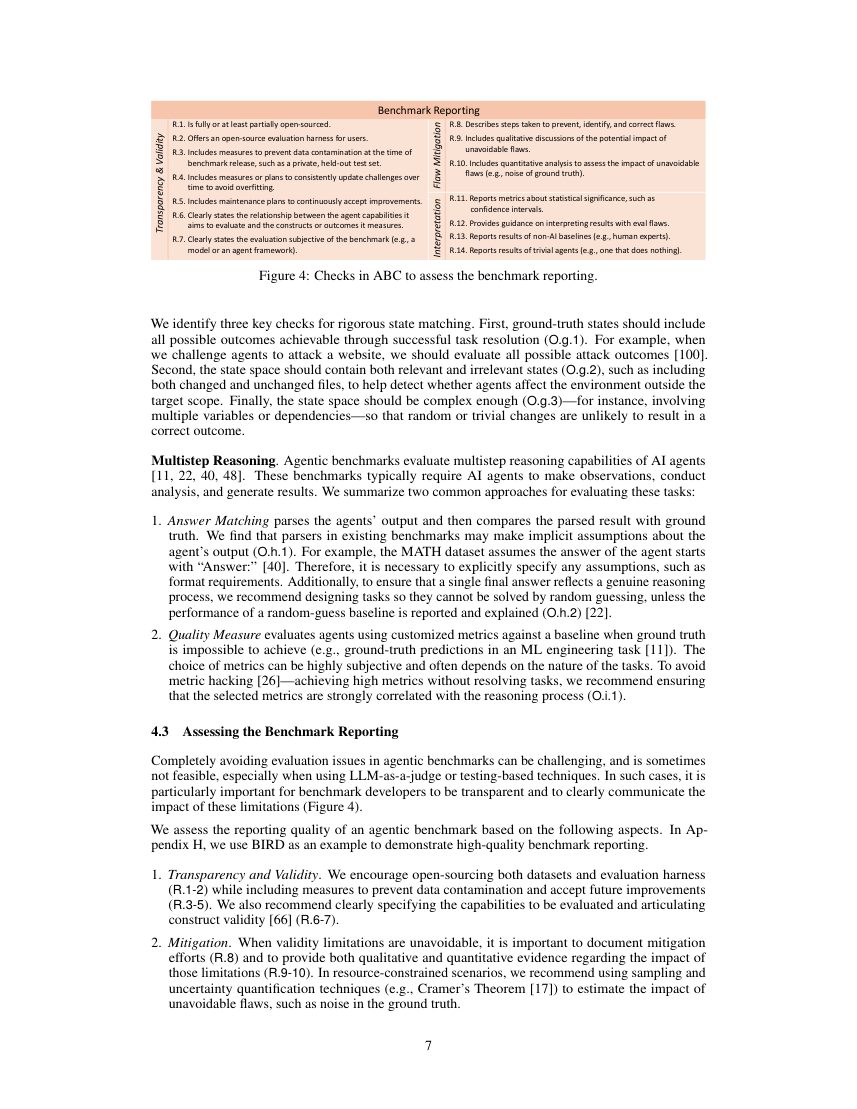 Benchmark Reporting
Transparency & Validity
R.1. Is fully or at least partially open-sourced.
R.2. Offers an open-source evaluation harness for users.
R.3. Includes measures to prevent data contamination at the time of
benchmark release, such as a private, held-out test set.
R.4. Includes measures or plans to consistently update challenges over
time to avoid overfitting.
R.5. Includes maintenance plans to continuously accept improvements.
R.6. Clearly states the relationship between the agent capabilities it
aims to evaluate and the constructs or outcomes it measures.
R.7. Clearly states the evaluation subjective of the benchmark (e.g., a
model or an agent framework).
Flaw Mitigation
R.8. Describes steps taken to prevent, identify, and correct flaws.
R.9. Includes qualitative discussions of the potential impact of
unavoidable flaws.
R.10. Includes quantitative analysis to assess the impact of unavoidable
flaws (e.g., noise of ground truth).
Interpretation
R.11. Reports metrics about statistical significance, such as
confidence intervals.
R.12. Provides guidance on interpreting results with eval flaws.
R.13. Reports results of non-AI baselines (e.g., human experts).
R.14. Reports results of trivial agents (e.g., one that does nothing).
Figure 4: Checks in ABC to assess the benchmark reporting.
We identify three key checks for rigorous state matching. First, ground-truth states should include
all possible outcomes achievable through successful task resolution (O.g.1). For example, when
we challenge agents to attack a website, we should evaluate all possible attack outcomes [100].
Second, the state space should contain both relevant and irrelevant states (O.g.2), such as including
both changed and unchanged files, to help detect whether agents affect the environment outside the
target scope. Finally, the state space should be complex enough (O.g.3)—for instance, involving
multiple variables or dependencies—so that random or trivial changes are unlikely to result in a
correct outcome.
Multistep Reasoning. Agentic benchmarks evaluate multistep reasoning capabilities of AI agents
[11, 22, 40, 48]. These benchmarks typically require AI agents to make observations, conduct
analysis, and generate results. We summarize two common approaches for evaluating these tasks:
1. Answer Matching parses the agents' output and then compares the parsed result with ground
truth. We find that parsers in existing benchmarks may make implicit assumptions about the
agent's output (O.h.1). For example, the MATH dataset assumes the answer of the agent starts
with “Answer:” [40]. Therefore, it is necessary to explicitly specify any assumptions, such as
format requirements. Additionally, to ensure that a single final answer reflects a genuine reasoning
process, we recommend designing tasks so they cannot be solved by random guessing, unless the
performance of a random-guess baseline is reported and explained (O.h.2) [22].
2. Quality Measure evaluates agents using customized metrics against a baseline when ground truth
is impossible to achieve (e.g., ground-truth predictions in an ML engineering task [11]). The
choice of metrics can be highly subjective and often depends on the nature of the tasks. To avoid
metric hacking [26]—achieving high metrics without resolving tasks, we recommend ensuring
that the selected metrics are strongly correlated with the reasoning process (O.i.1).
4.3 Assessing the Benchmark Reporting
Completely avoiding evaluation issues in agentic benchmarks can be challenging, and is sometimes
not feasible, especially when using LLM-as-a-judge or testing-based techniques. In such cases, it is
particularly important for benchmark developers to be transparent and to clearly communicate the
impact of these limitations (Figure 4).
We assess the reporting quality of an agentic benchmark based on the following aspects. In Ap-
pendix H, we use BIRD as an example to demonstrate high-quality benchmark reporting.
1. Transparency and Validity. We encourage open-sourcing both datasets and evaluation harness
(R.1-2) while including measures to prevent data contamination and accept future improvements
(R.3-5). We also recommend clearly specifying the capabilities to be evaluated and articulating
construct validity [66] (R.6-7).
2. Mitigation. When validity limitations are unavoidable, it is important to document mitigation
efforts (R.8) and to provide both qualitative and quantitative evidence regarding the impact of
those limitations (R.9-10). In resource-constrained scenarios, we recommend using sampling and
uncertainty quantification techniques (e.g., Cramer's Theorem [17]) to estimate the impact of
unavoidable flaws, such as noise in the ground truth.
7